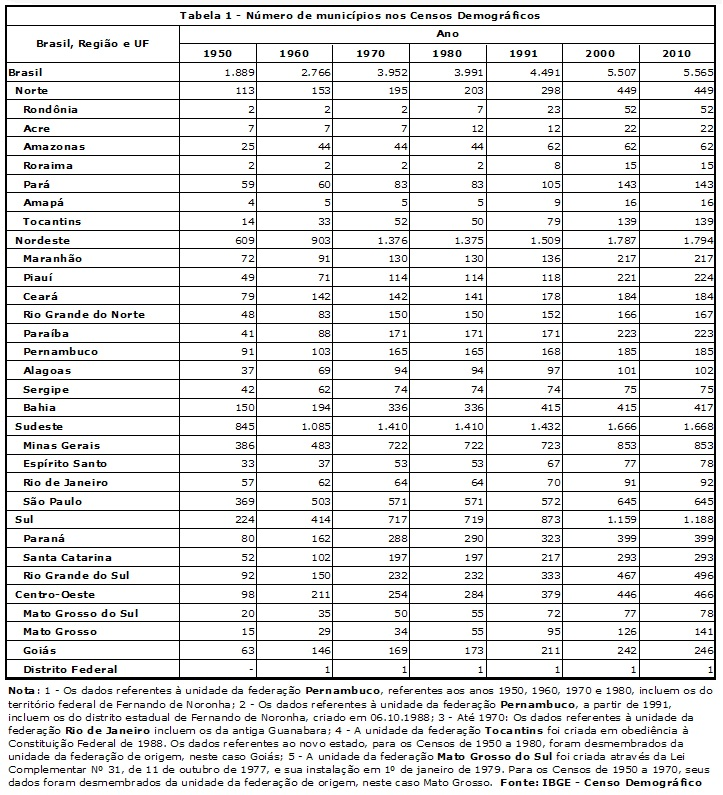 Tabela 1 - Número de municípios nos Censos Demográficos
Brasil, Região e UF Ano
1950 1960 1970 1980 1991 2000 2010
Brasil 1.889 2.766 3.952 3.991 4.491 5.507 5.565
Norte 113 153 195 203 298 449 449
Rondônia 2 2 2 7 23 52 52
Acre 7 7 7 12 12 22 22
Amazonas 25 44 44 44 62 62 62
Roraima 2 2 2 2 8 15 15
Pará 59 60 83 83 105 143 143
Amapá 4 5 5 5 9 16 16
Tocantins 14 33 52 50 79 139 139
Nordeste 609 903 1.376 1.375 1.509 1.787 1.794
Maranhão 72 91 130 130 136 217 217
Piauí 49 71 114 114 118 221 224
Ceará 79 142 142 141 178 184 184
Rio Grande do Norte 48 83 150 150 152 166 167
Paraíba 41 88 171 171 171 223 223
Pernambuco 91 103 165 165 168 185 185
Alagoas 37 69 94 94 97 101 102
Sergipe 42 62 74 74 74 75 75
Bahia 150 194 336 336 415 415 417
Sudeste 845 1.085 1.410 1.410 1.432 1.666 1.668
Minas Gerais 386 483 722 722 723 853 853
Espírito Santo 33 37 53 53 67 77 78
Rio de Janeiro 57 62 64 64 70 91 92
São Paulo 369 503 571 571 572 645 645
Sul 224 414 717 719 873 1.159 1.188
Paraná 80 162 288 290 323 399 399
Santa Catarina 52 102 197 197 217 293 293
Rio Grande do Sul 92 150 232 232 333 467 496
Centro-Oeste 98 211 254 284 379 446 466
Mato Grosso do Sul 20 35 50 55 72 77 78
Mato Grosso 15 29 34 55 95 126 141
Goiás 63 146 169 173 211 242 246
Distrito Federal - 1 1 1 1 1 1
Nota: 1 - Os dados referentes à unidade da federação Pernambuco, referentes aos anos 1950, 1960, 1970 e 1980, incluem os do
território federal de Fernando de Noronha; 2 - Os dados referentes à unidade da federação Pernambuco, a partir de 1991,
incluem os do distrito estadual de Fernando de Noronha, criado em 06.10.1988; 3 - Até 1970: Os dados referentes à unidade da
federação Rio de Janeiro incluem os da antiga Guanabara; 4 - A unidade da federação Tocantins foi criada em obediência à
Constituição Federal de 1988. Os dados referentes ao novo estado, para os Censos de 1950 a 1980, foram desmembrados da
unidade da federação de origem, neste caso Goiás; 5 - A unidade da federação Mato Grosso do Sul foi criada através da Lei
Complementar Nº 31, de 11 de outubro de 1977, e sua instalação em 1º de janeiro de 1979. Para os Censos de 1950 a 1970, seus
dados foram desmembrados da unidade da federação de origem, neste caso Mato Grosso. Fonte: IBGE - Censo Demográfico